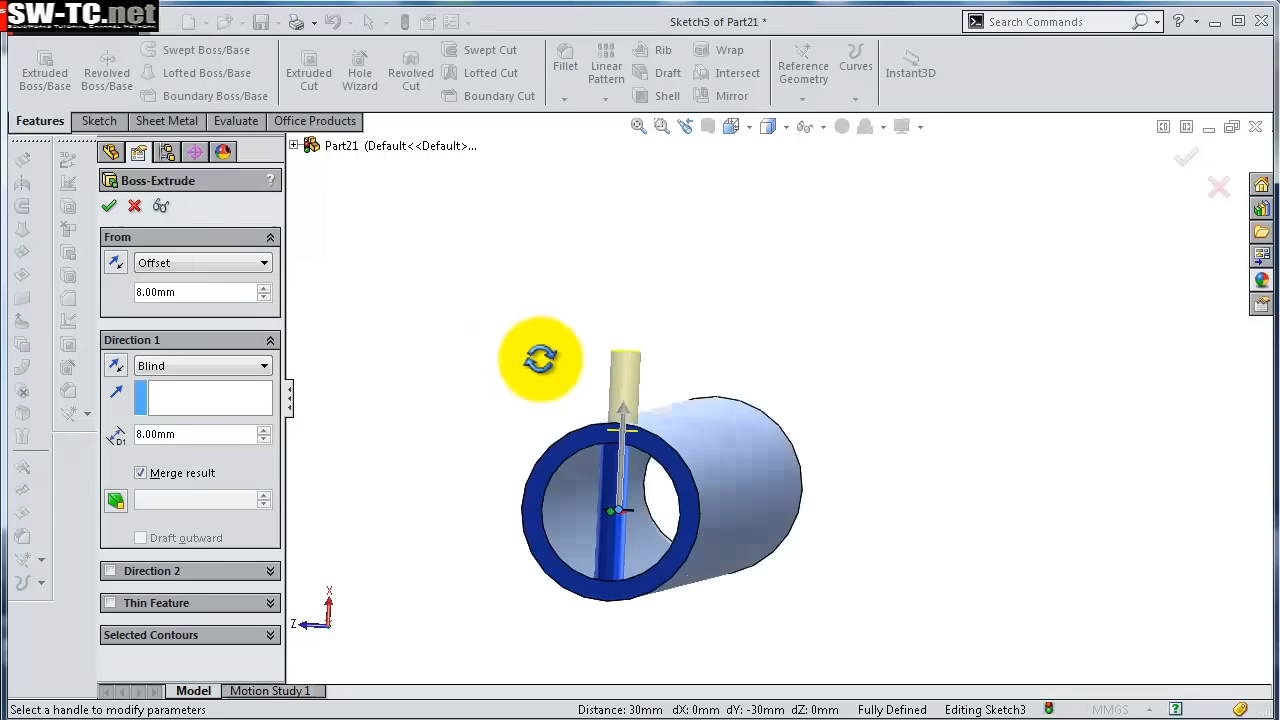 SW-TC.net
SOLIDWORKS TUTORIAL CHANNEL NETWORK
Sketch3 of Part21 *
Search Commands
Extruded Boss/Base
Revolved Boss/Base
Swept Boss/Base
Lofted Boss/Base
Boundary Boss/Base
Extruded Cut
Hole Wizard
Revolved Cut
Swept Cut
Lofted Cut
Boundary Cut
Fillet
Linear Pattern
Rib
Draft
Shell
Wrap
Intersect
Mirror
Reference Geometry
Curves
Instant3D
Features
Sketch
Sheet Metal
Evaluate
Office Products
Part21 (Default<<Default>...
Boss-Extrude
?
From
Offset
8.00mm
Direction 1
Blind
D1
8.00mm
Merge result
Draft outward
Direction 2
Thin Feature
Selected Contours
X
Z
Model
Motion Study 1
Select a handle to modify parameters
Distance: 30mm dX: 0mm dY: -30mm dZ: 0mm
Fully Defined
Editing Sketch3
MMGS